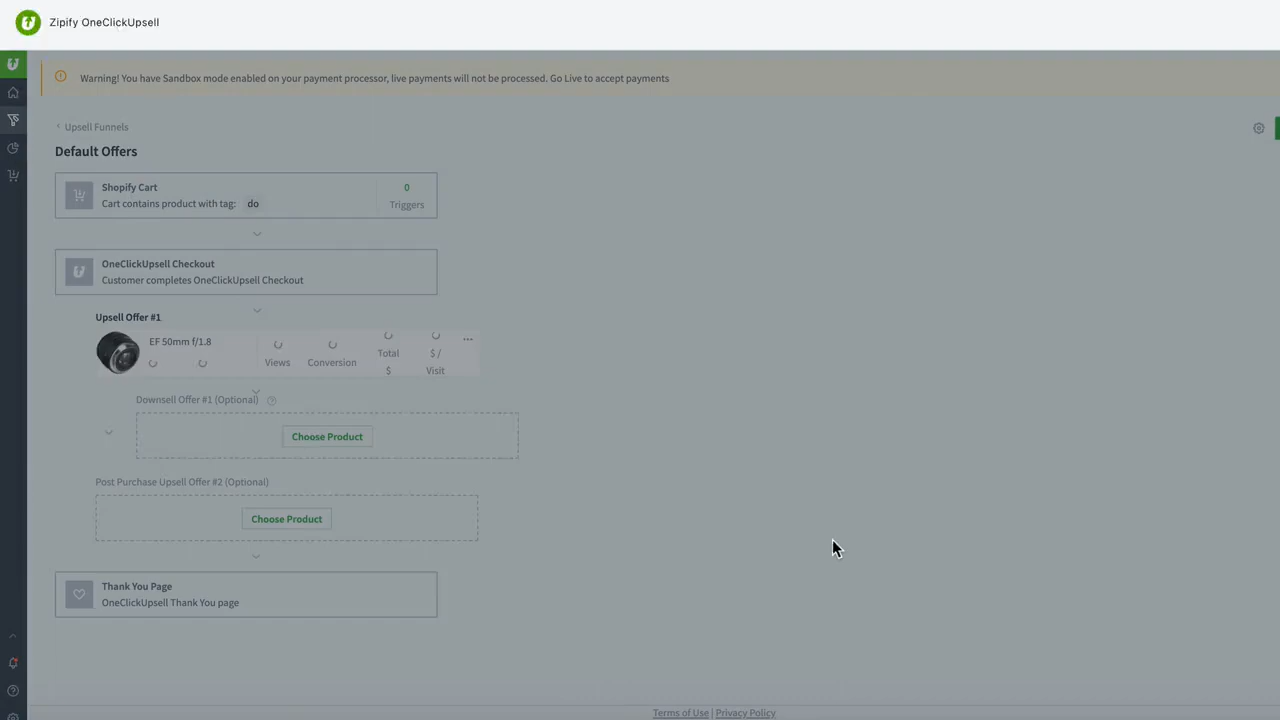 Zipify OneClickUpsell
Warning! You have Sandbox mode enabled on your payment processor, live payments will not be processed. Go Live to accept payments
Upsell Funnels
Default Offers
Shopify Cart
Cart contains product with tag: do
0
Triggers
OneClickUpsell Checkout
Customer completes OneClickUpsell Checkout
Upsell Offer #1
EF 50mm f/1.8
Views
Conversion
Total
$
$ /
Visit
Downsell Offer #1 (Optional)
Choose Product
Post Purchase Upsell Offer #2 (Optional)
Choose Product
Thank You Page
OneClickUpsell Thank You page
Terms of Use | Privacy Policy